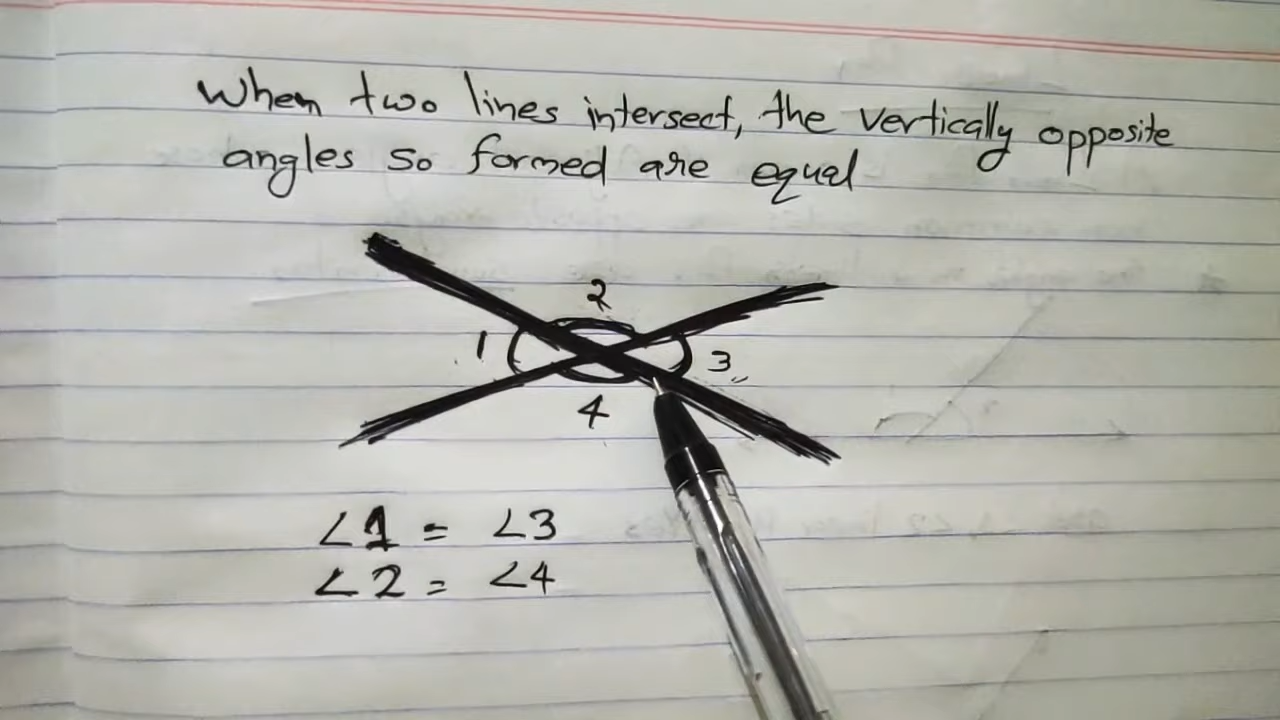 When two lines intersect, the vertically opposite
angles so formed are equal
2
1
3
4
∠1 = ∠3
∠2 = ∠4